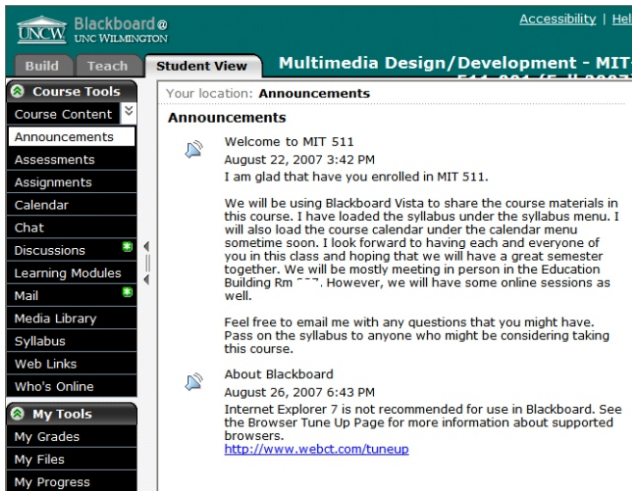 UNCW
Blackboard @
UNC WILMINGTON
Accessibility |
Build
Teach
Student View
Multimedia Design/Development - MIT-
Course Tools
Your location: Announcements
Course Content
Announcements
Announcements
Assessments
Assignments
Calendar
Chat
Discussions
Learning Modules
Mail
Media Library
Syllabus
Web Links
Who's Online
My Tools
My Grades
My Files
My Progress
Welcome to MIT 511
August 22, 2007 3:42 PM
I am glad that have you enrolled in MIT 511.
We will be using Blackboard Vista to share the course materials in
this course. I have loaded the syllabus under the syllabus menu. I
will also load the course calendar under the calendar menu
sometime soon. I look forward to having each and everyone of
you in this class and hoping that we will have a great semester
together. We will be mostly meeting in person in the Education
Building Rm However, we will have some online sessions as
well.
Feel free to email me with any questions that you might have.
Pass on the syllabus to anyone who might be considering taking
this course.
About Blackboard
August 26, 2007 6:43 PM
Internet Explorer 7 is not recommended for use in Blackboard. See
the Browser Tune Up Page for more information about supported
browsers.
http://www.webct.com/tuneup